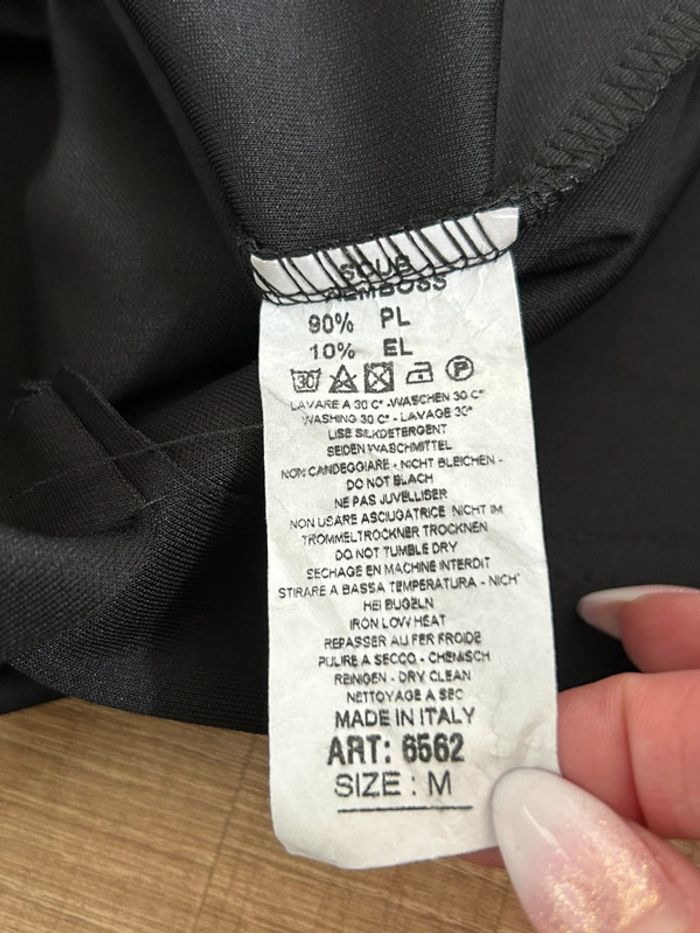 SCUB
REMBOSS
90% PL
10% EL
30 P
LAVARE A 30 C° -WASCHEN 30 C°
WASHING 30 C° - LAVAGE 30°
LISE SILKDETERGENT
SEIDEN WASCHMITTEL
NON CANDEGGIARE - NICHT BLEICHEN -
DO NOT BLACH
NE PAS JUVELLISER
NON USARE ASCIUGATRICE NICHT IM
TROMMELTROCKNER TROCKNEN
DO NOT TUMBLE DRY
SECHAGE EN MACHINE INTERDIT
STIRARE A BASSA TEMPERATURA - NICH'
HEI BUGELN
IRON LOW HEAT
REPASSER AU FER FROIDE
PULIRE A SECCO - CHEMISCH
REINIGEN - DRY CLEAN
NETTOYAGE A SEC
MADE IN ITALY
ART: 6562
SIZE : M